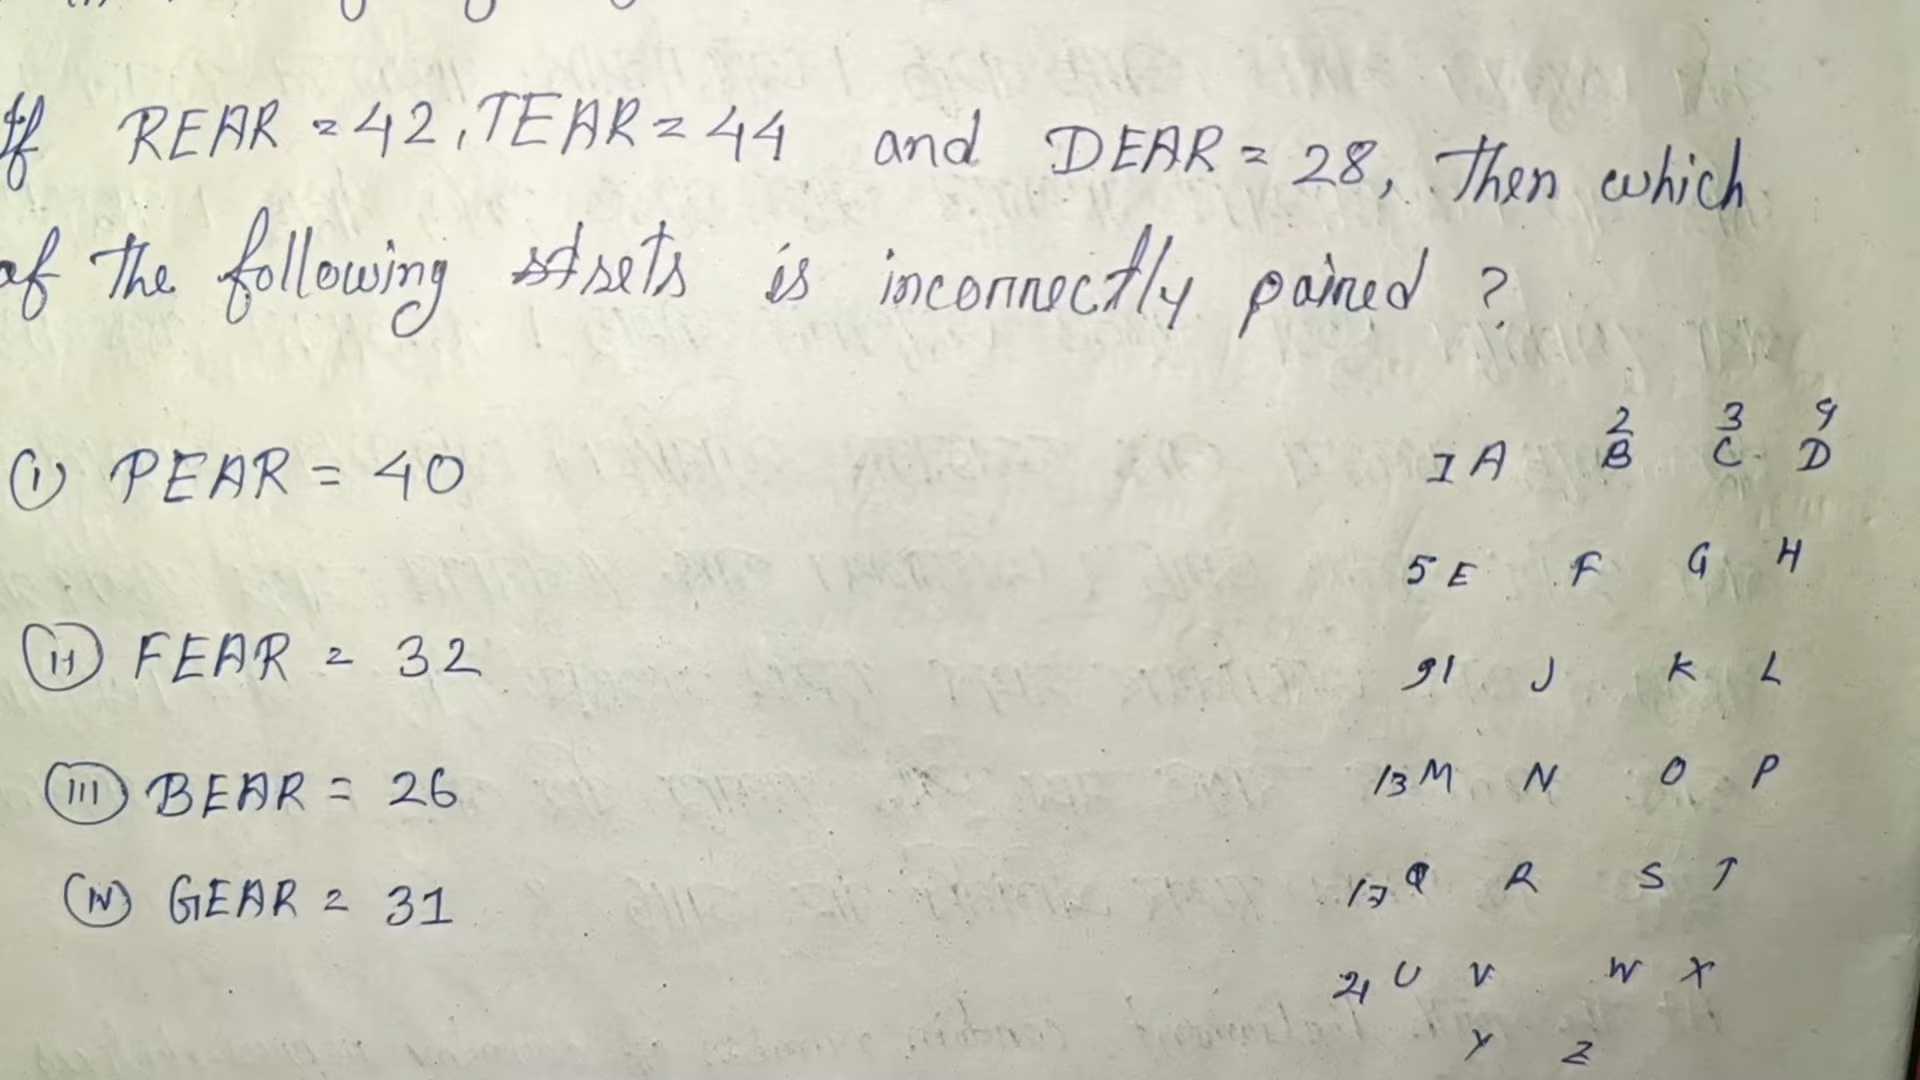 If REAR = 42, TEAR = 44 and DEAR = 28, Then which
of the following sets is incorrectly paired ?
(I) PEAR = 40
(II) FEAR = 32
(III) BEAR = 26
(IV) GEAR = 31
2 3 4
1 A B C D
5 E F G H
9 I J K L
13 M N O P
17 Q R S T
21 U V W X
Y Z